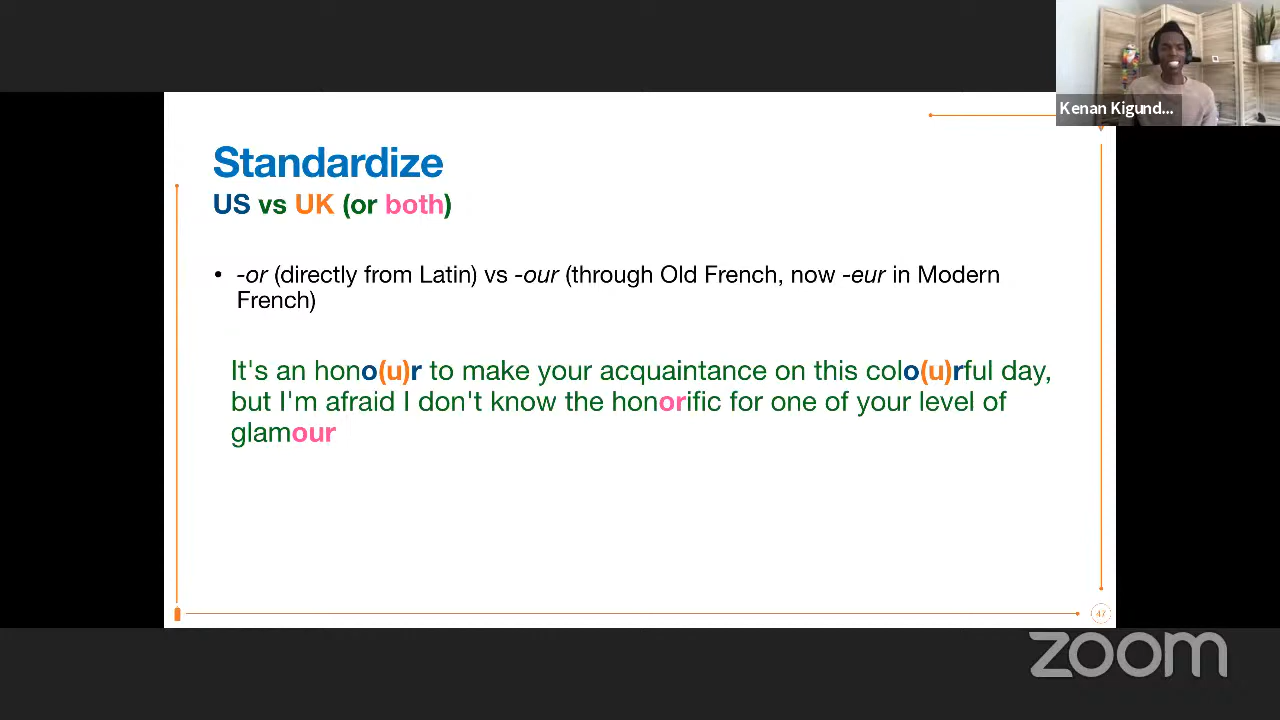 Kenan Kigund...
Standardize
US vs UK (or both)
• -or (directly from Latin) vs -our (through Old French, now -eur in Modern
French)
It's an hono(u)r to make your acquaintance on this colo(u)rful day,
but I'm afraid I don't know the honorific for one of your level of
glamour
47
zoom